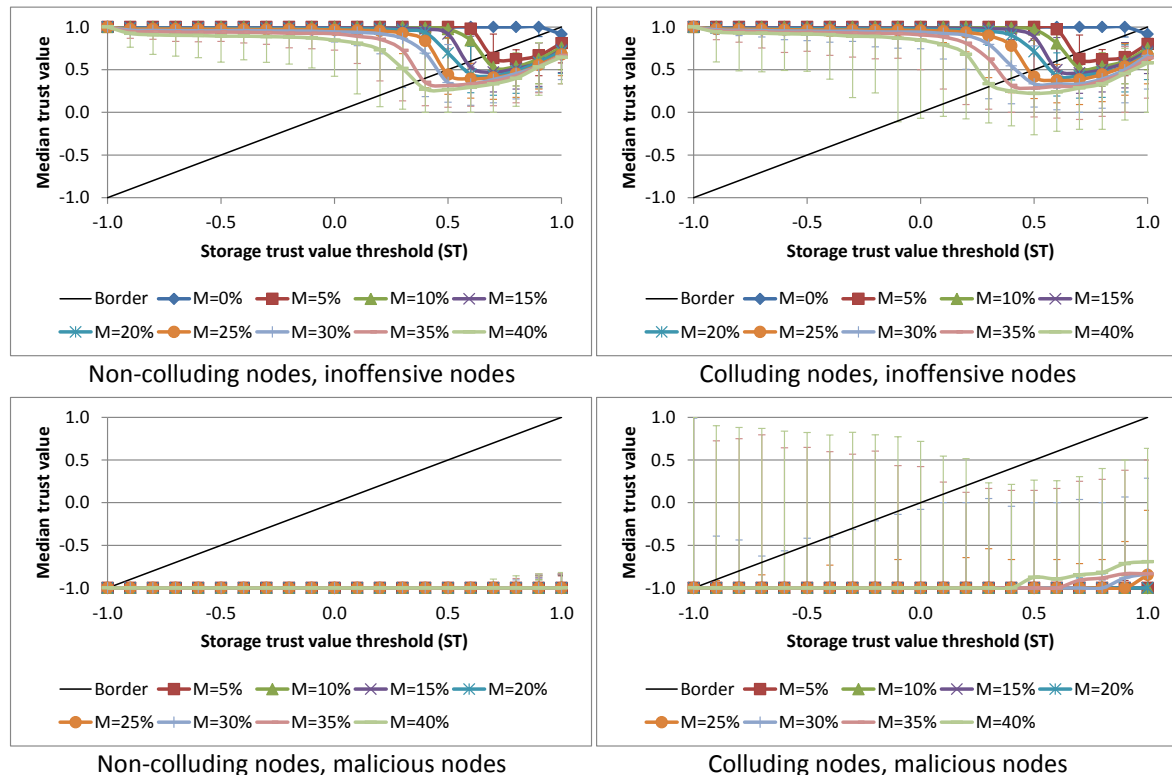 1.0
0.5
0.0
-0.5
-1.0
Median trust value
-1.0 -0.5 0.0 0.5 1.0
Storage trust value threshold (ST)
Border M=0% M=5% M=10% M=15%
M=20% M=25% M=30% M=35% M=40%
Non-colluding nodes, inoffensive nodes
1.0
0.5
0.0
-0.5
-1.0
Median trust value
-1.0 -0.5 0.0 0.5 1.0
Storage trust value threshold (ST)
Border M=0% M=5% M=10% M=15%
M=20% M=25% M=30% M=35% M=40%
Colluding nodes, inoffensive nodes
1.0
0.5
0.0
-0.5
-1.0
Median trust value
-1.0 -0.5 0.0 0.5 1.0
Storage trust value threshold (ST)
Border M=5% M=10% M=15% M=20%
M=25% M=30% M=35% M=40%
Non-colluding nodes, malicious nodes
1.0
0.5
0.0
-0.5
-1.0
Median trust value
-1.0 -0.5 0.0 0.5 1.0
Storage trust value threshold (ST)
Border M=5% M=10% M=15% M=20%
M=25% M=30% M=35% M=40%
Colluding nodes, malicious nodes